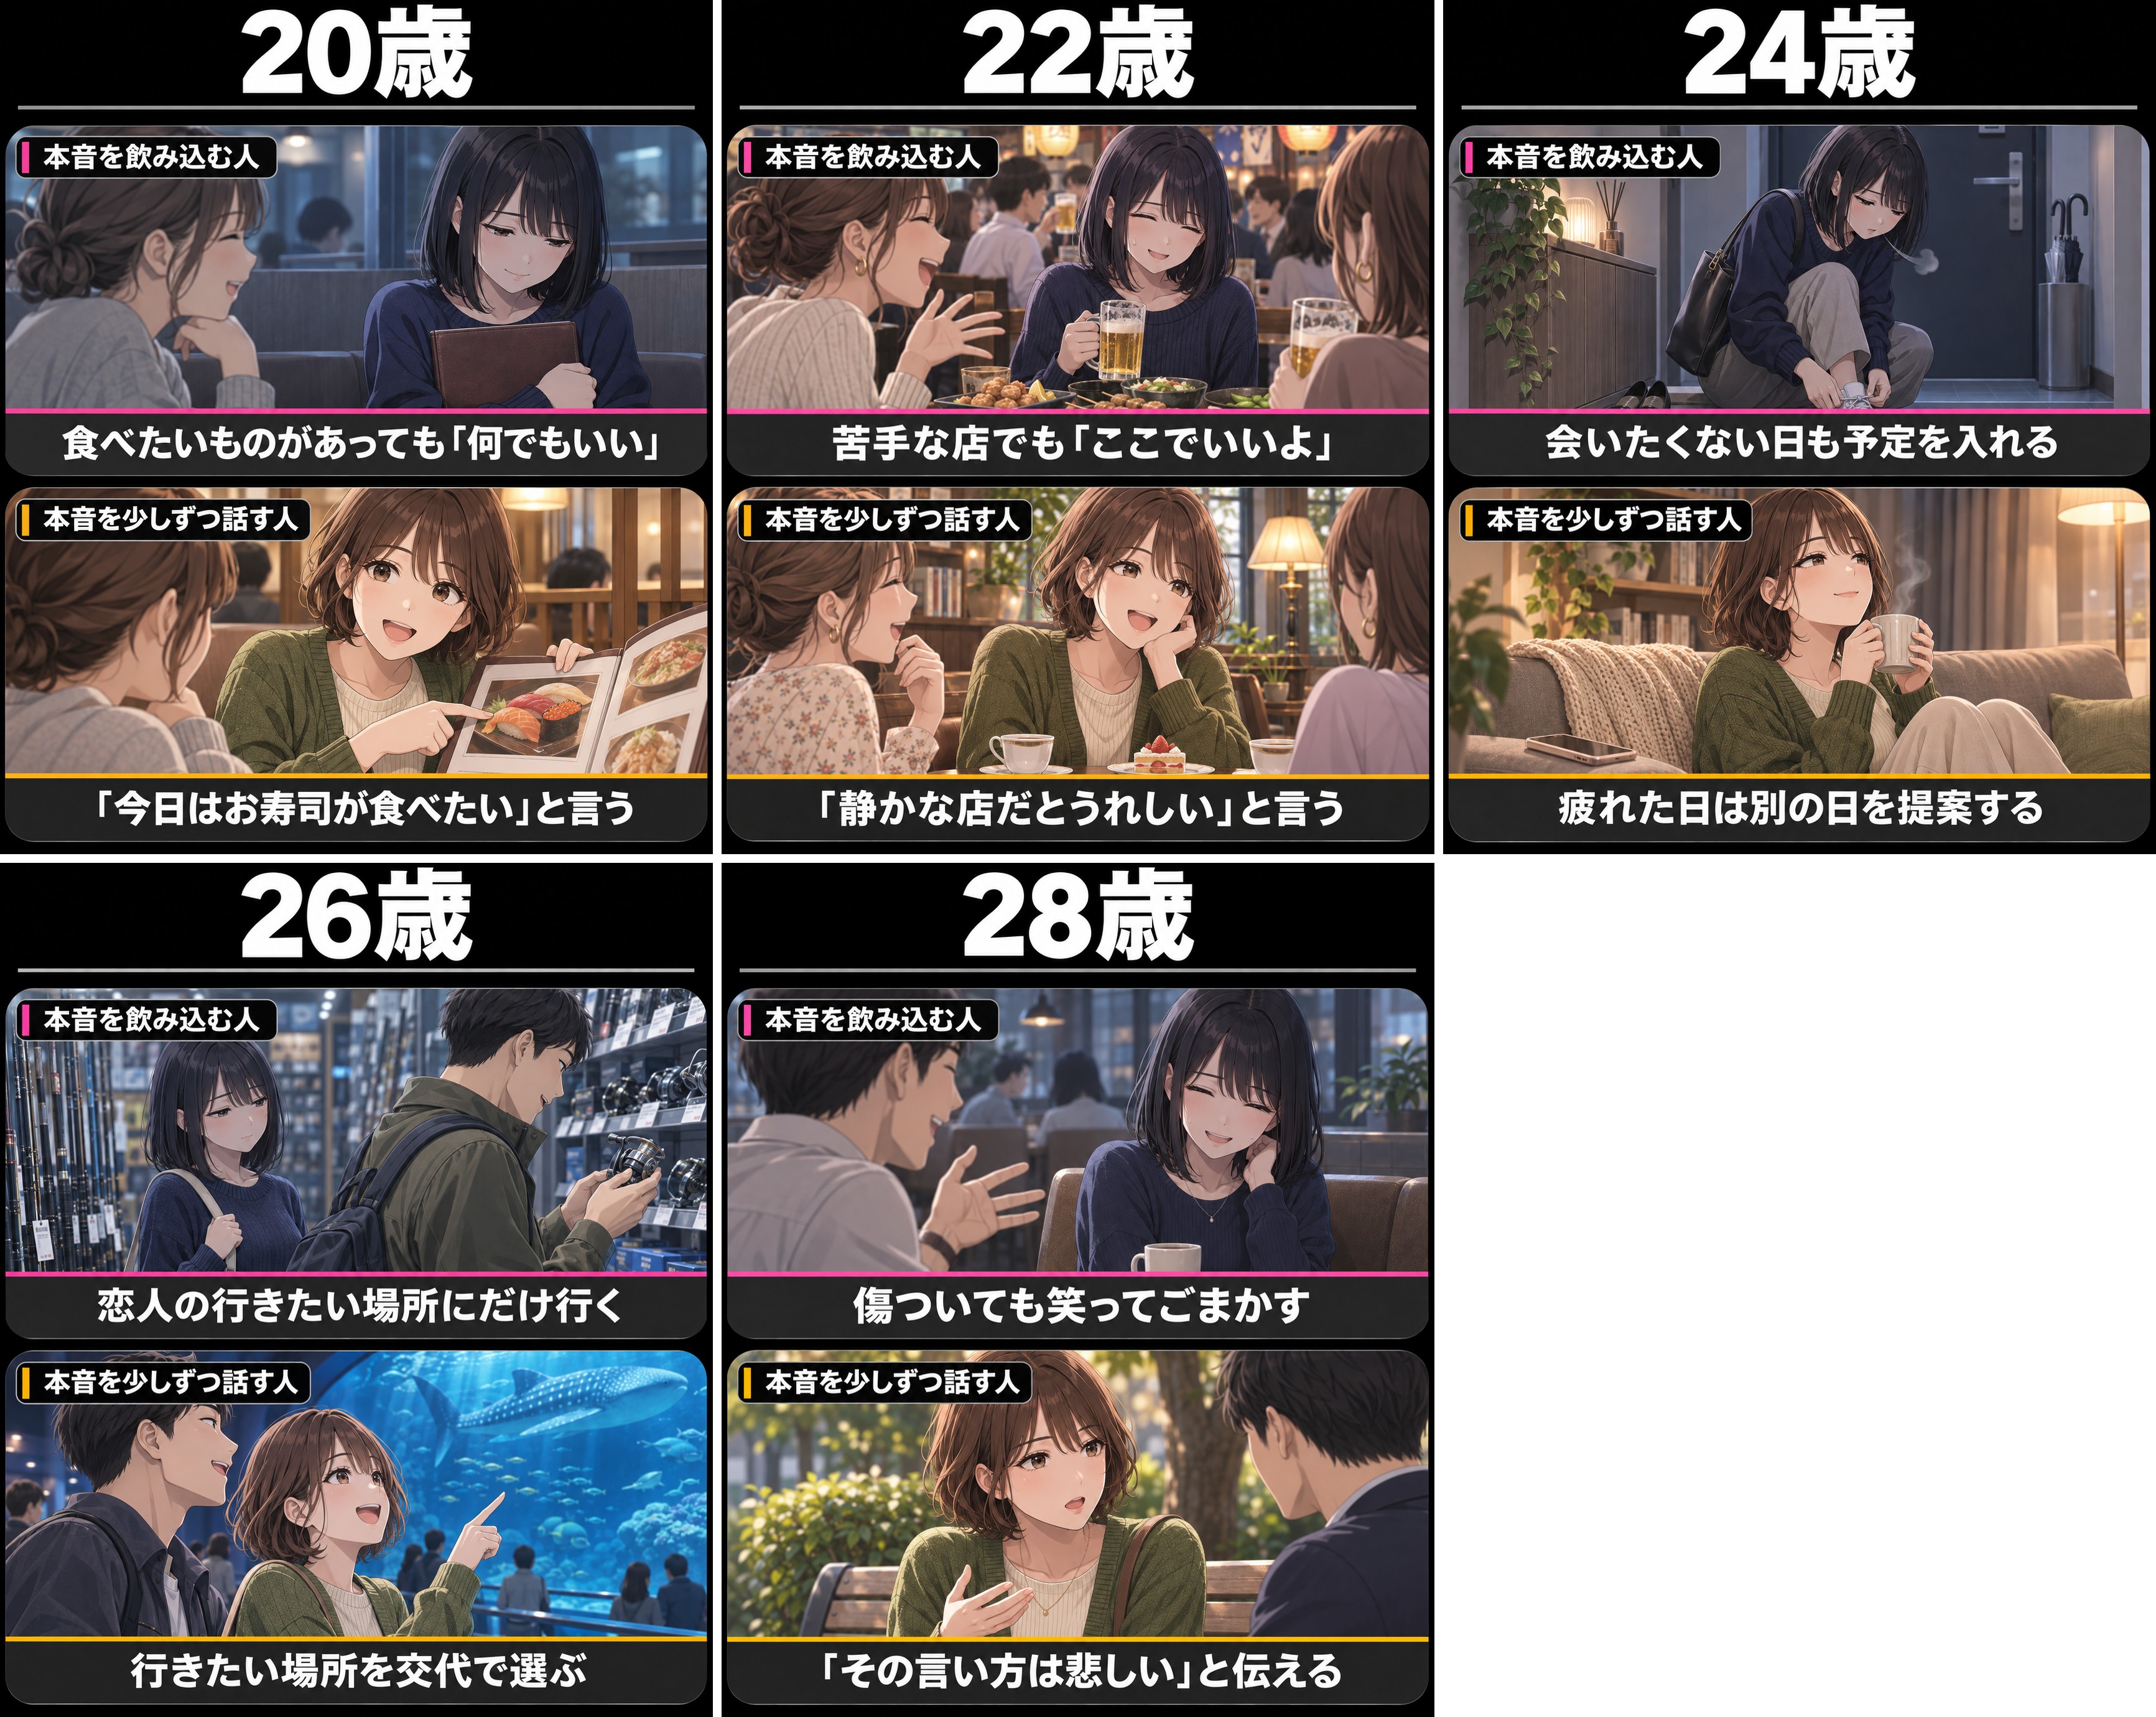 20歳
本音を飲み込む人
食べたいものがあっても「何でもいい」
本音を少しずつ話す人
「今日はお寿司が食べたい」と言う
22歳
本音を飲み込む人
苦手な店でも「ここでいいよ」
本音を少しずつ話す人
「静かな店だとうれしい」と言う
24歳
本音を飲み込む人
会いたくない日も予定を入れる
本音を少しずつ話す人
疲れた日は別の日を提案する
26歳
本音を飲み込む人
恋人の行きたい場所にだけ行く
本音を少しずつ話す人
行きたい場所を交代で選ぶ
28歳
本音を飲み込む人
傷ついても笑ってごまかす
本音を少しずつ話す人
「その言い方は悲しい」と伝える